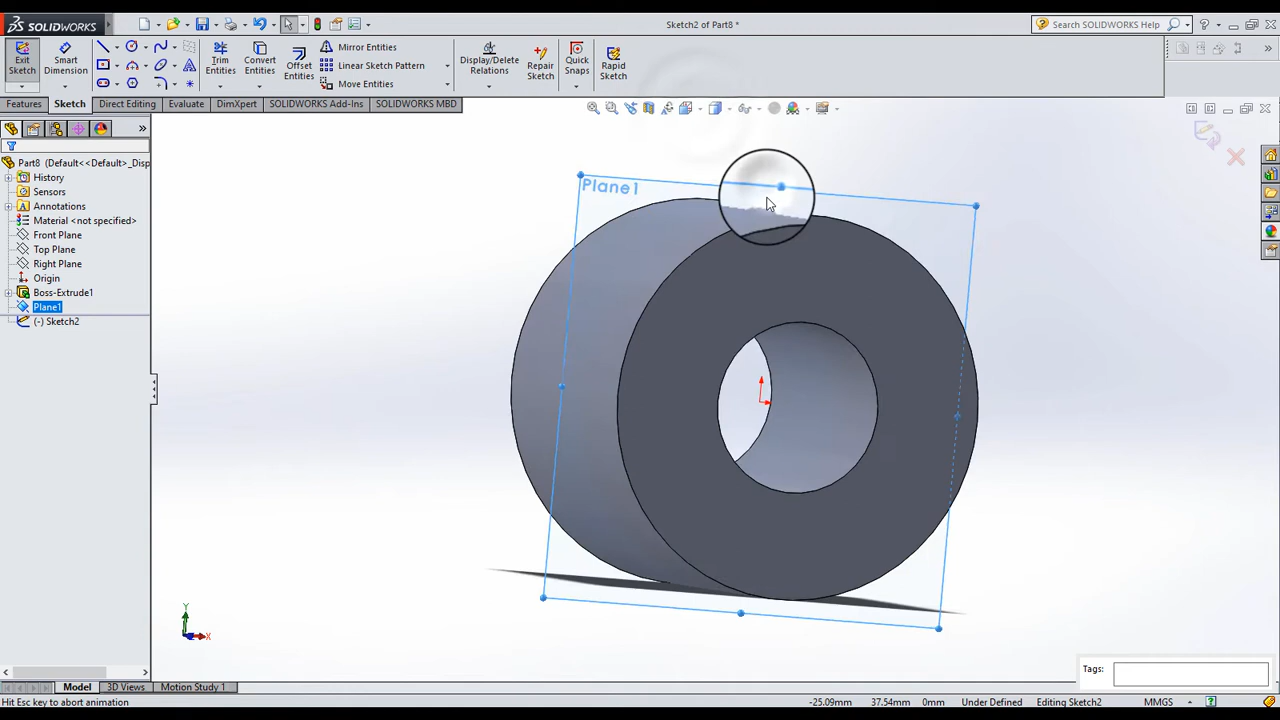 SOLIDWORKS
Sketch2 of Part8 *
Search SOLIDWORKS Help
Exit Sketch
Smart Dimension
Trim Entities
Convert Entities
Offset Entities
Mirror Entities
Linear Sketch Pattern
Move Entities
Display/Delete Relations
Repair Sketch
Quick Snaps
Rapid Sketch
Features
Sketch
Direct Editing
Evaluate
DimXpert
SOLIDWORKS Add-Ins
SOLIDWORKS MBD
Part8 (Default<<Default>_Disp
History
Sensors
Annotations
Material <not specified>
Front Plane
Top Plane
Right Plane
Origin
Boss-Extrude1
Plane1
(-) Sketch2
Plane1
Y
X
Tags:
Model
3D Views
Motion Study 1
Hit Esc key to abort animation
-25.09mm
37.54mm
0mm
Under Defined
Editing Sketch2
MMGS